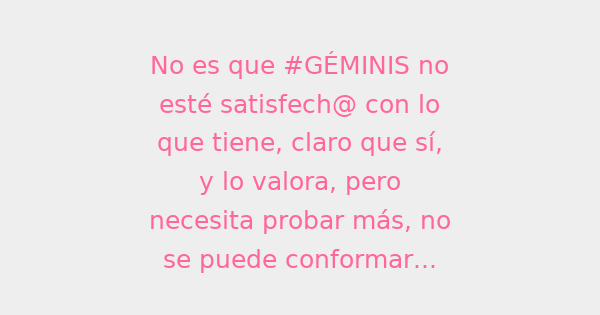 No es que #GÉMINIS no
esté satisfech@ con lo
que tiene, claro que sí,
y lo valora, pero
necesita probar más, no
se puede conformar...